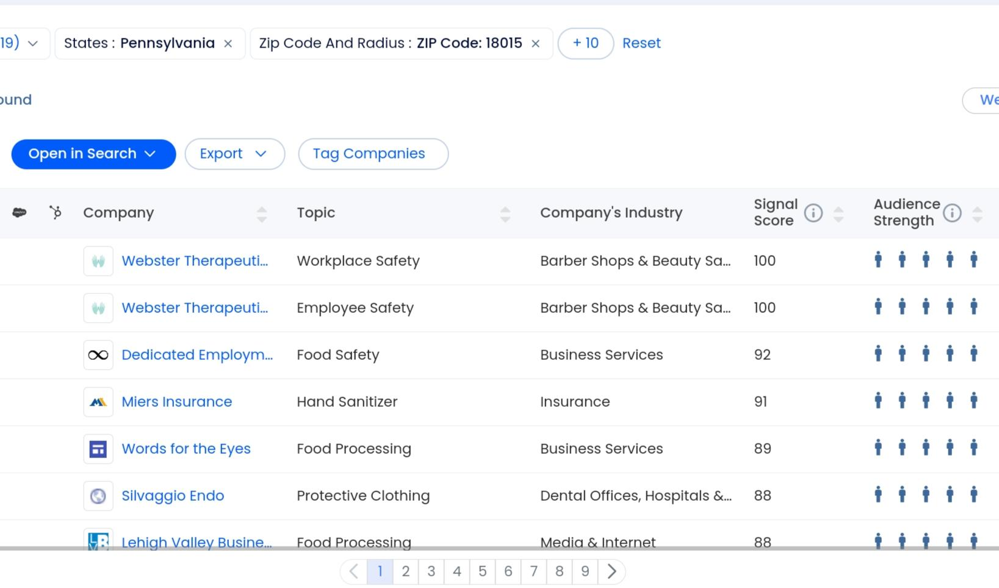 19)
States : Pennsylvania ×
Zip Code And Radius : ZIP Code: 18015 ×
+ 10
Reset
ound
We
Open in Search
Export
Tag Companies
Company
Topic
Company's Industry
Signal
Score
Audience
Strength
Webster Therapeuti... Workplace Safety Barber Shops & Beauty Sa... 100
Webster Therapeuti... Employee Safety Barber Shops & Beauty Sa... 100
Dedicated Employm... Food Safety Business Services 92
Miers Insurance Hand Sanitizer Insurance 91
Words for the Eyes Food Processing Business Services 89
Silvaggio Endo Protective Clothing Dental Offices, Hospitals &... 88
Lehigh Valley Busine... Food Processing Media & Internet 88
1 2 3 4 5 6 7 8 9